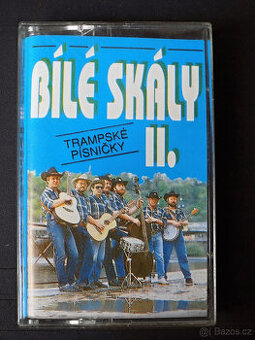 BÍLÉ SKÁLY
II.
TRAMPSKÉ
PÍSNIČKY
Bazos.cz